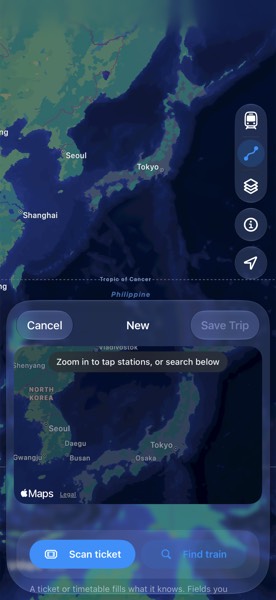 ng
Seoul
Tokyo
Shanghai
ng
Tropic of Cancer
Philippine
Cancel
New
Save Trip
Vladivostok
Zoom in to tap stations, or search below
Shenyang
NORTH
KOREA
Seoul
Daegu
Tokyo
Gwangju
Busan
Osaka
Maps
Legal
Scan ticket
Find train
A ticket or timetable fills what it knows. Fields you